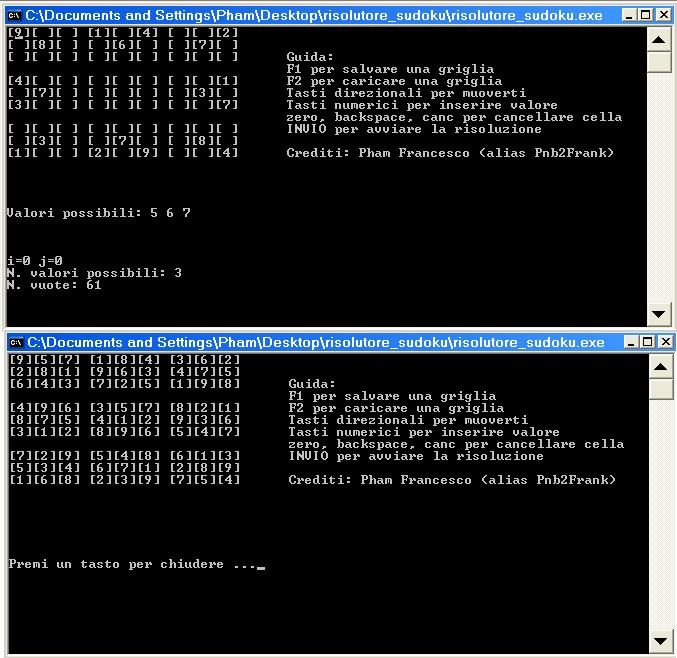 C:\Documents and Settings\Pham\Desktop\risolutore_sudoku\risolutore_sudoku.exe
[9][ ][ ] [1][ ][4] [ ][ ][2]
[ ][8][ ] [ ][6][ ] [ ][7][ ]
[ ][ ][ ] [ ][ ][ ] [ ][ ][ ] Guida:
F1 per salvare una griglia
[4][ ][ ] [ ][ ][ ] [ ][ ][1] F2 per caricare una griglia
[ ][7][ ] [ ][ ][ ] [ ][3][ ] Tasti direzionali per muoverti
[3][ ][ ] [ ][ ][ ] [ ][ ][7] Tasti numerici per inserire valore
zero, backspace, canc per cancellare cella
[ ][ ][ ] [ ][ ][ ] [ ][ ][ ] INVIO per avviare la risoluzione
[ ][3][ ] [ ][7][ ] [ ][8][ ]
[1][ ][ ] [2][ ][9] [ ][ ][4] Crediti: Pham Francesco (alias Pnb2Frank)
Valori possibili: 5 6 7
i=0 j=0
N. valori possibili: 3
N. vuote: 61
C:\Documents and Settings\Pham\Desktop\risolutore_sudoku\risolutore_sudoku.exe
[9][5][7] [1][8][4] [3][6][2]
[2][8][1] [9][6][3] [4][7][5]
[6][4][3] [7][2][5] [1][9][8] Guida:
F1 per salvare una griglia
[4][9][6] [3][5][7] [8][2][1] F2 per caricare una griglia
[8][7][5] [4][1][2] [9][3][6] Tasti direzionali per muoverti
[3][1][2] [8][9][6] [5][4][7] Tasti numerici per inserire valore
zero, backspace, canc per cancellare cella
[7][2][9] [5][4][8] [6][1][3] INVIO per avviare la risoluzione
[5][3][4] [6][7][1] [2][8][9]
[1][6][8] [2][3][9] [7][5][4] Crediti: Pham Francesco (alias Pnb2Frank)
Premi un tasto per chiudere ..._